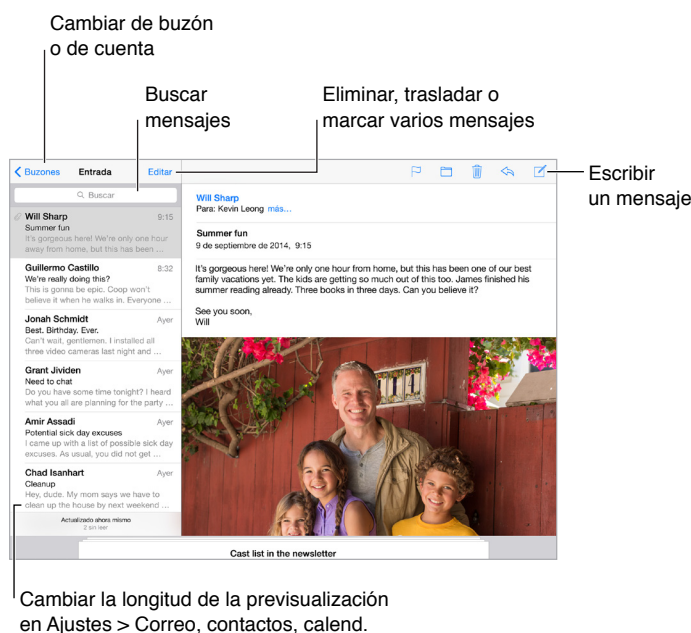 Cambiar de buzón
o de cuenta
Buscar
mensajes
Eliminar, trasladar o
marcar varios mensajes
Escribir
un mensaje
Buzones
Entrada
Editar
Buscar
Will Sharp 9:15
Summer fun
It's gorgeous here! We're only one hour
away from home, but this has been ...
Guillermo Castillo 8:32
We're really doing this?
This is gonna be epic. Coop won't
believe it when he walks in. Everyone ...
Jonah Schmidt Ayer
Best. Birthday. Ever.
Can't wait, gentlemen. I installed all
three video cameras last night and ...
Grant Jividen Ayer
Need to chat
Do you have some time tonight? I heard
what you all are planning for the party ...
Amir Assadi Ayer
Potential sick day excuses
I came up with a list of possible sick day
excuses. As usual, you did not get ...
Chad Isanhart Ayer
Cleanup
Hey, dude. My mom says we have to
clean up the house by next weekend ...
Actualizado ahora mismo
2 sin leer
Will Sharp
Para: Kevin Leong más...
Summer fun
9 de septiembre de 2014, 9:15
It's gorgeous here! We're only one hour from home, but this has been one of our best
family vacations yet. The kids are getting so much out of this too. James finished his
summer reading already. Three books in three days. Can you believe it?
See you soon,
Will
114
Cast list in the newsletter
Cambiar la longitud de la previsualización
en Ajustes > Correo, contactos, calend.